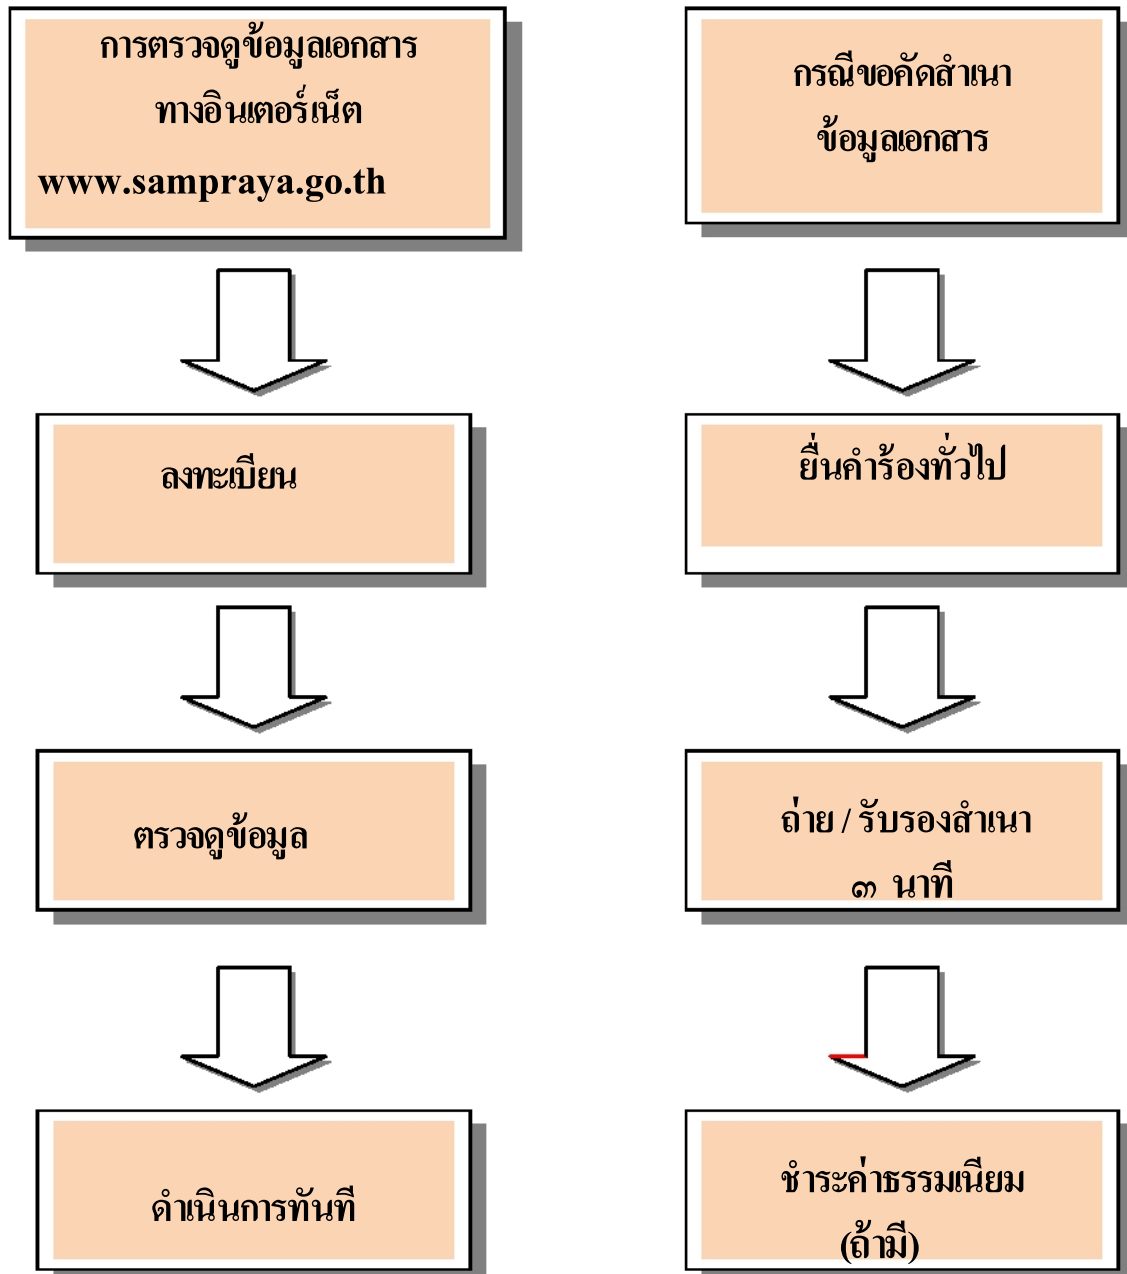 การตรวจดูข้อมูลเอกสาร
ทางอินเตอร์เน็ต
www.sampraya.go.th
ลงทะเบียน
ตรวจดูข้อมูล
ดำเนินการทันที
กรณีขอคัดสำเนา
ข้อมูลเอกสาร
ยื่นคำร้องทั่วไป
ถ่าย / รับรองสำเนา
๓ นาที
ชำระค่าธรรมเนียม
(ถ้ามี)